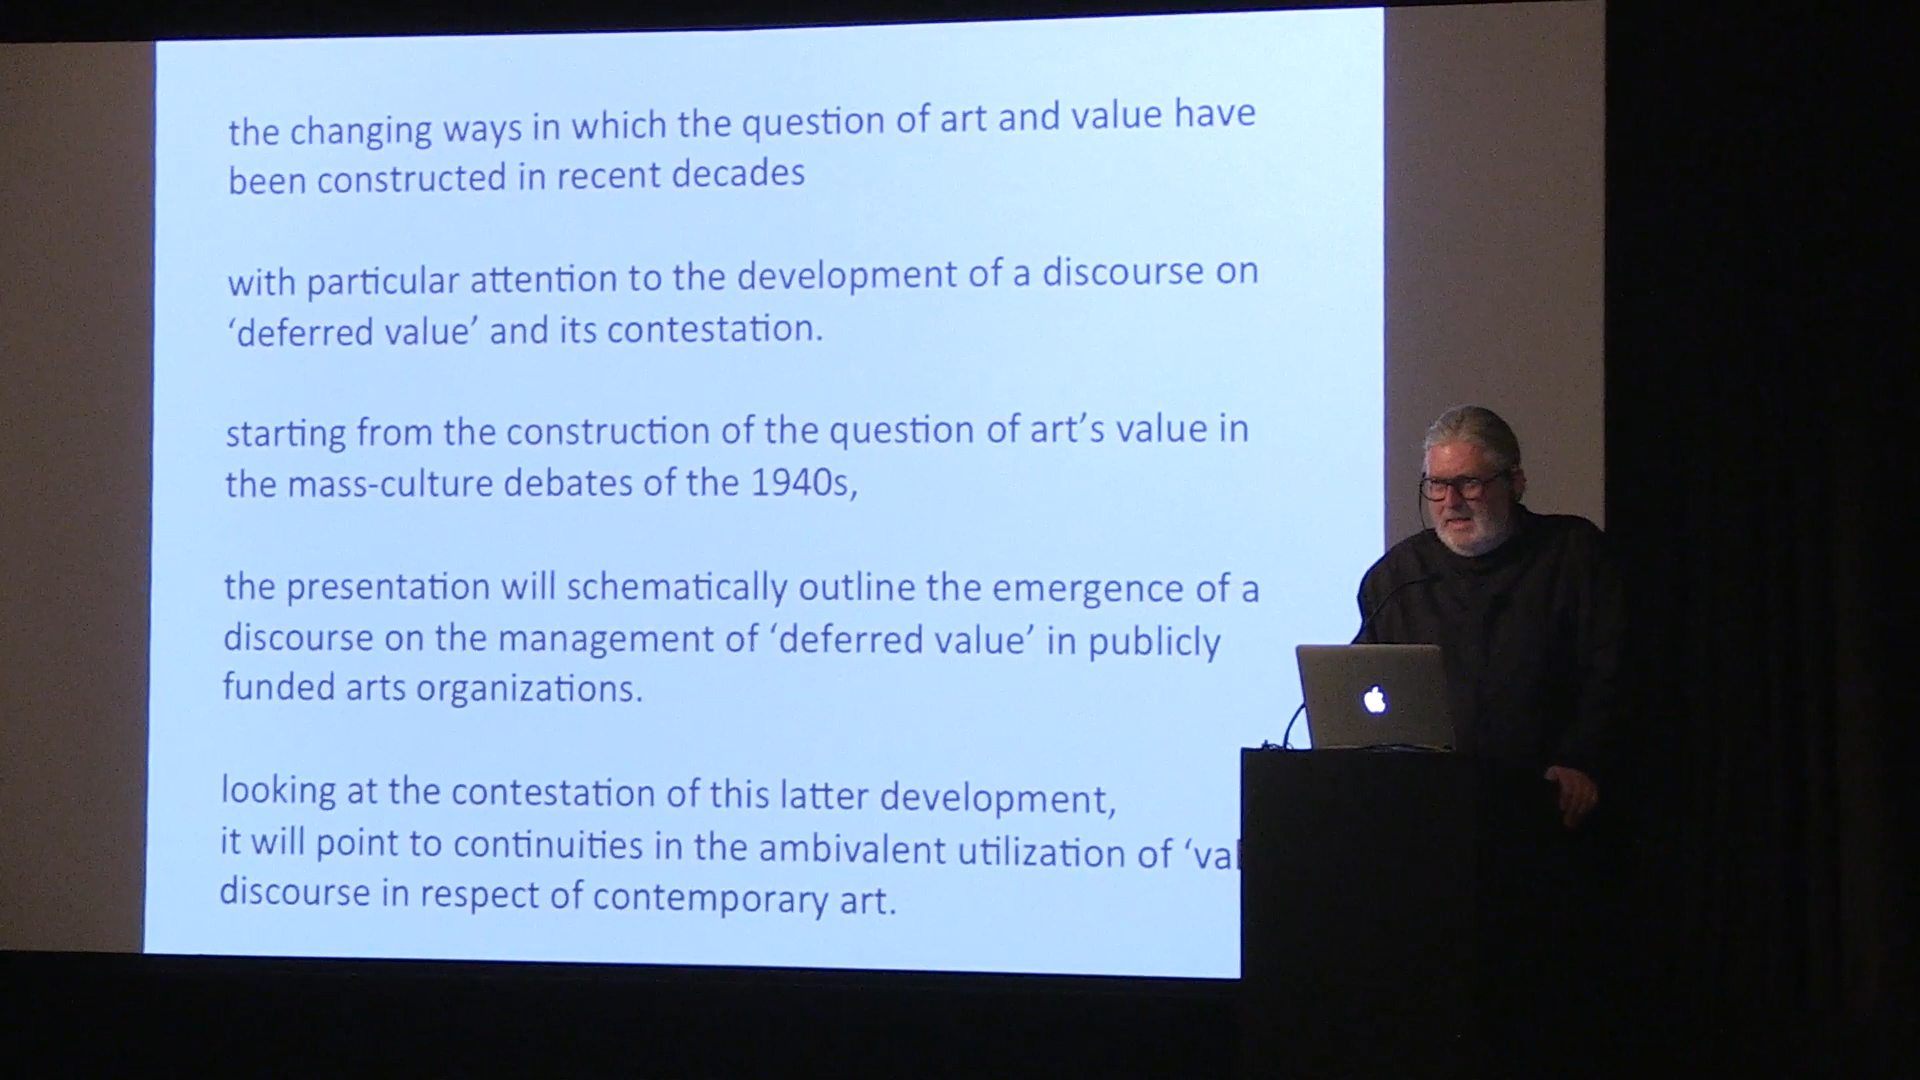 the changing ways in which the question of art and value have
been constructed in recent decades
with particular attention to the development of a discourse on
‘deferred value’ and its contestation.
starting from the construction of the question of art’s value in
the mass-culture debates of the 1940s,
the presentation will schematically outline the emergence of a
discourse on the management of ‘deferred value’ in publicly
funded arts organizations.
looking at the contestation of this latter development,
it will point to continuities in the ambivalent utilization of
discourse in respect of contemporary art.